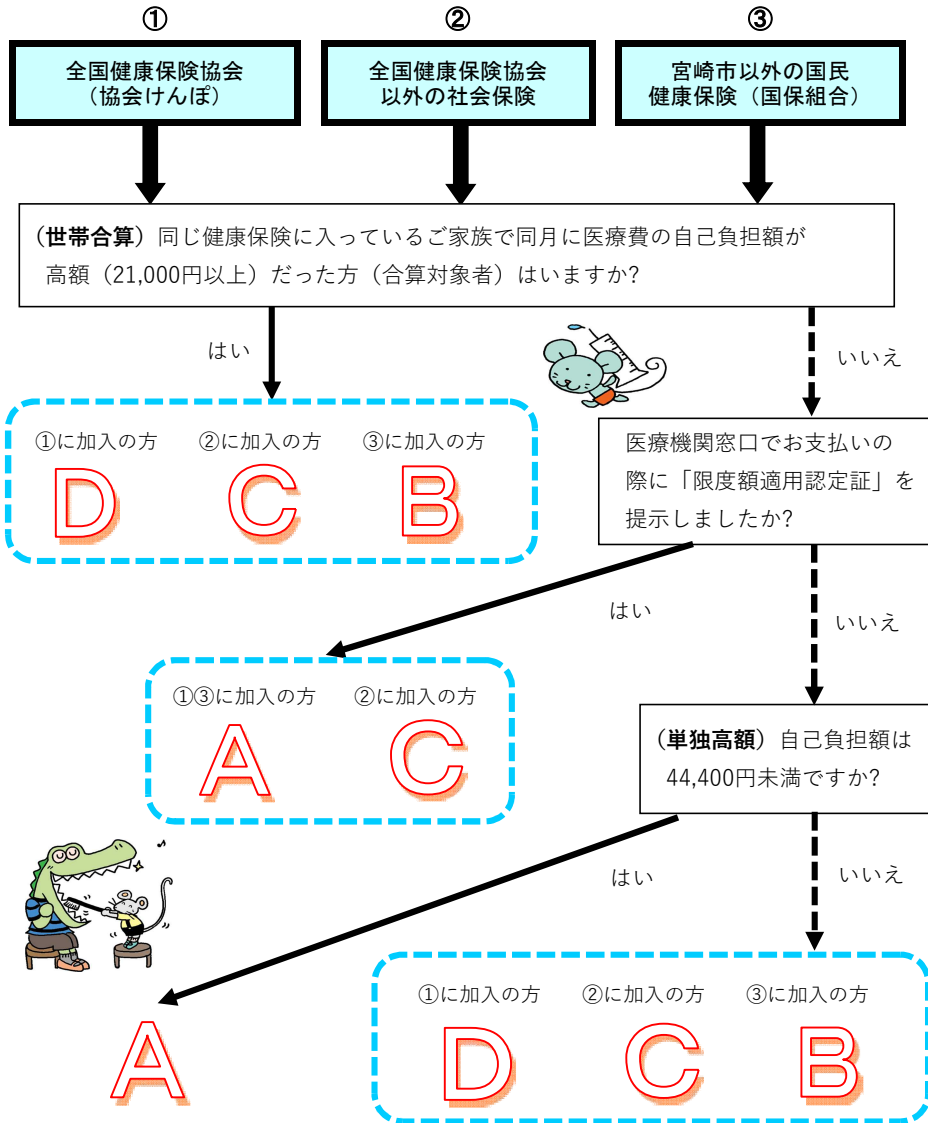 ①
②
③
全国健康保険協会
（協会けんぽ）
全国健康保険協会
以外の社会保険
宮崎市以外の国民
健康保険（国保組合）
（世帯合算）同じ健康保険に入っているご家族で同月に医療費の自己負担額が
高額（21,000円以上）だった方（合算対象者）はいますか?
はい
いいえ
①に加入の方
②に加入の方
③に加入の方
D
C
B
医療機関窓口でお支払いの
際に「限度額適用認定証」を
提示しましたか?
はい
いいえ
①③に加入の方
②に加入の方
A
C
（単独高額）自己負担額は
44,400円未満ですか?
はい
いいえ
A
①に加入の方
②に加入の方
③に加入の方
D
C
B